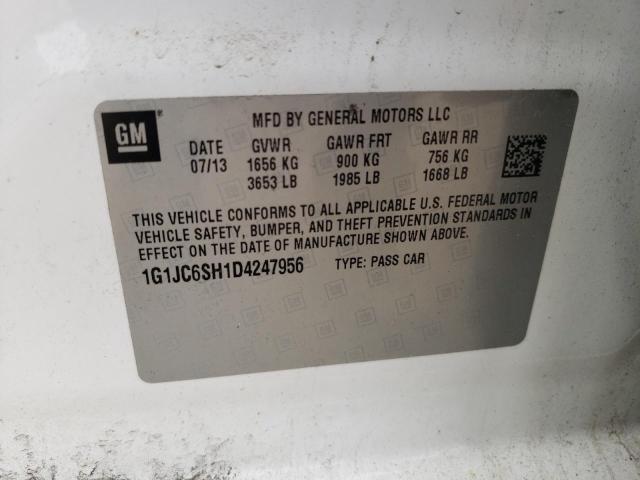 GM
MFD BY GENERAL MOTORS LLC
DATE GVWR GAWR FRT GAWR RR
07/13 1656 KG 900 KG 756 KG
3653 LB 1985 LB 1668 LB
THIS VEHICLE CONFORMS TO ALL APPLICABLE U.S. FEDERAL MOTOR
VEHICLE SAFETY, BUMPER, AND THEFT PREVENTION STANDARDS IN
EFFECT ON THE DATE OF MANUFACTURE SHOWN ABOVE.
1G1JC6SH1D4247956 TYPE: PASS CAR